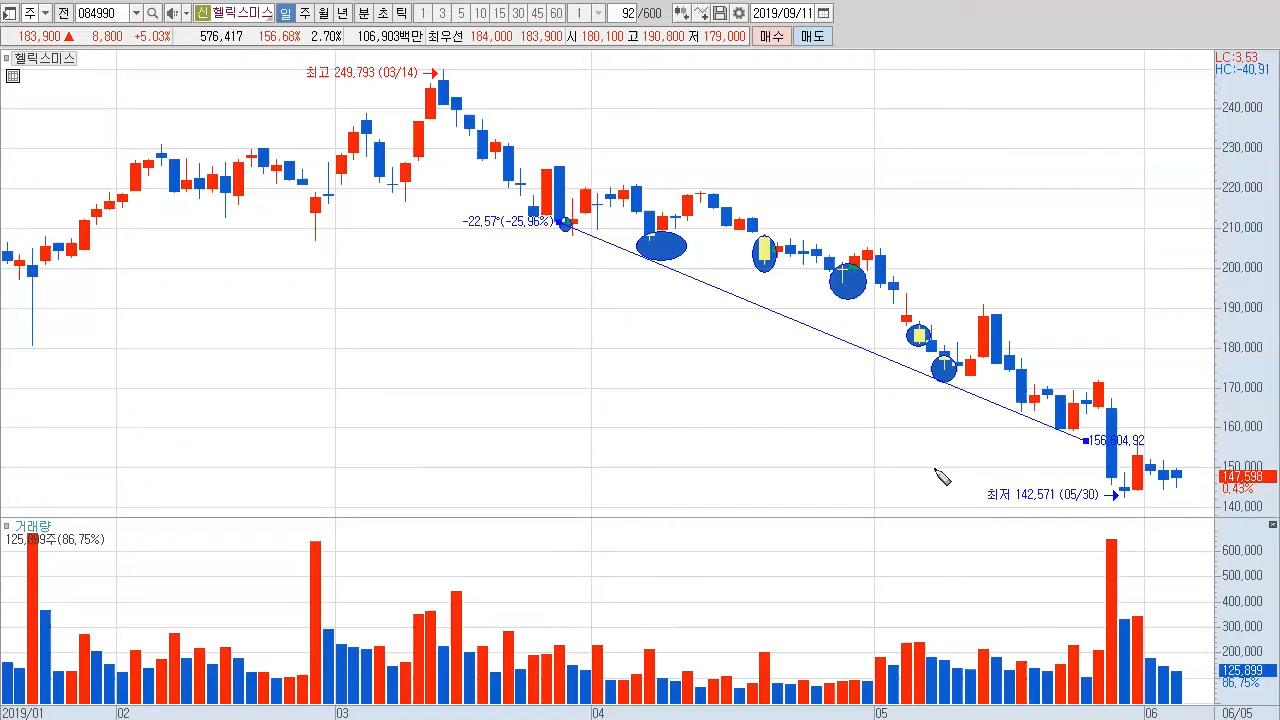 주 전 084990 신 헬릭스미스 일 주 월 년 분 초 틱 1 3 5 10 15 30 45 60 1 92 /600 2019/09/11
183,900 ▲ 8,800 +5.03% 576,417 156.68% 2.70% 106,903백만 최우선 184,000 183,900 시 180,100 고 190,800 저 179,000 매수 매도
헬릭스미스
LC:3,53
HC:-40,91
최고 249,793 (03/14)
240,000
230,000
220,000
-22,57°(-25,96%)
210,000
200,000
190,000
180,000
170,000
160,000
156,604,92
150,000
147,598
0,43%
최저 142,571 (05/30)
140,000
거래량
125,899주(86,75%)
600,000
500,000
400,000
300,000
200,000
125,899
86,75%
2019/01 02 03 04 05 06 06/05